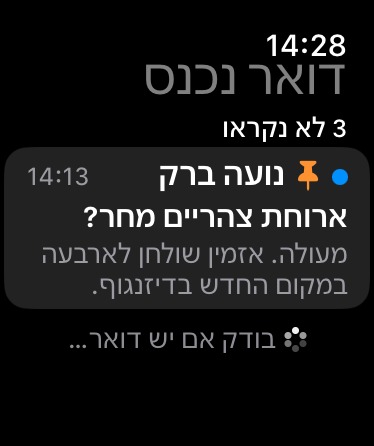 14:28
דואר נכנס
3 לא נקראו
נועה ברק 14:13
ארוחת צהריים מחר?
מעולה. אזמין שולחן לארבעה
במקום החדש בדיזנגוף.
בודק אם יש דואר...